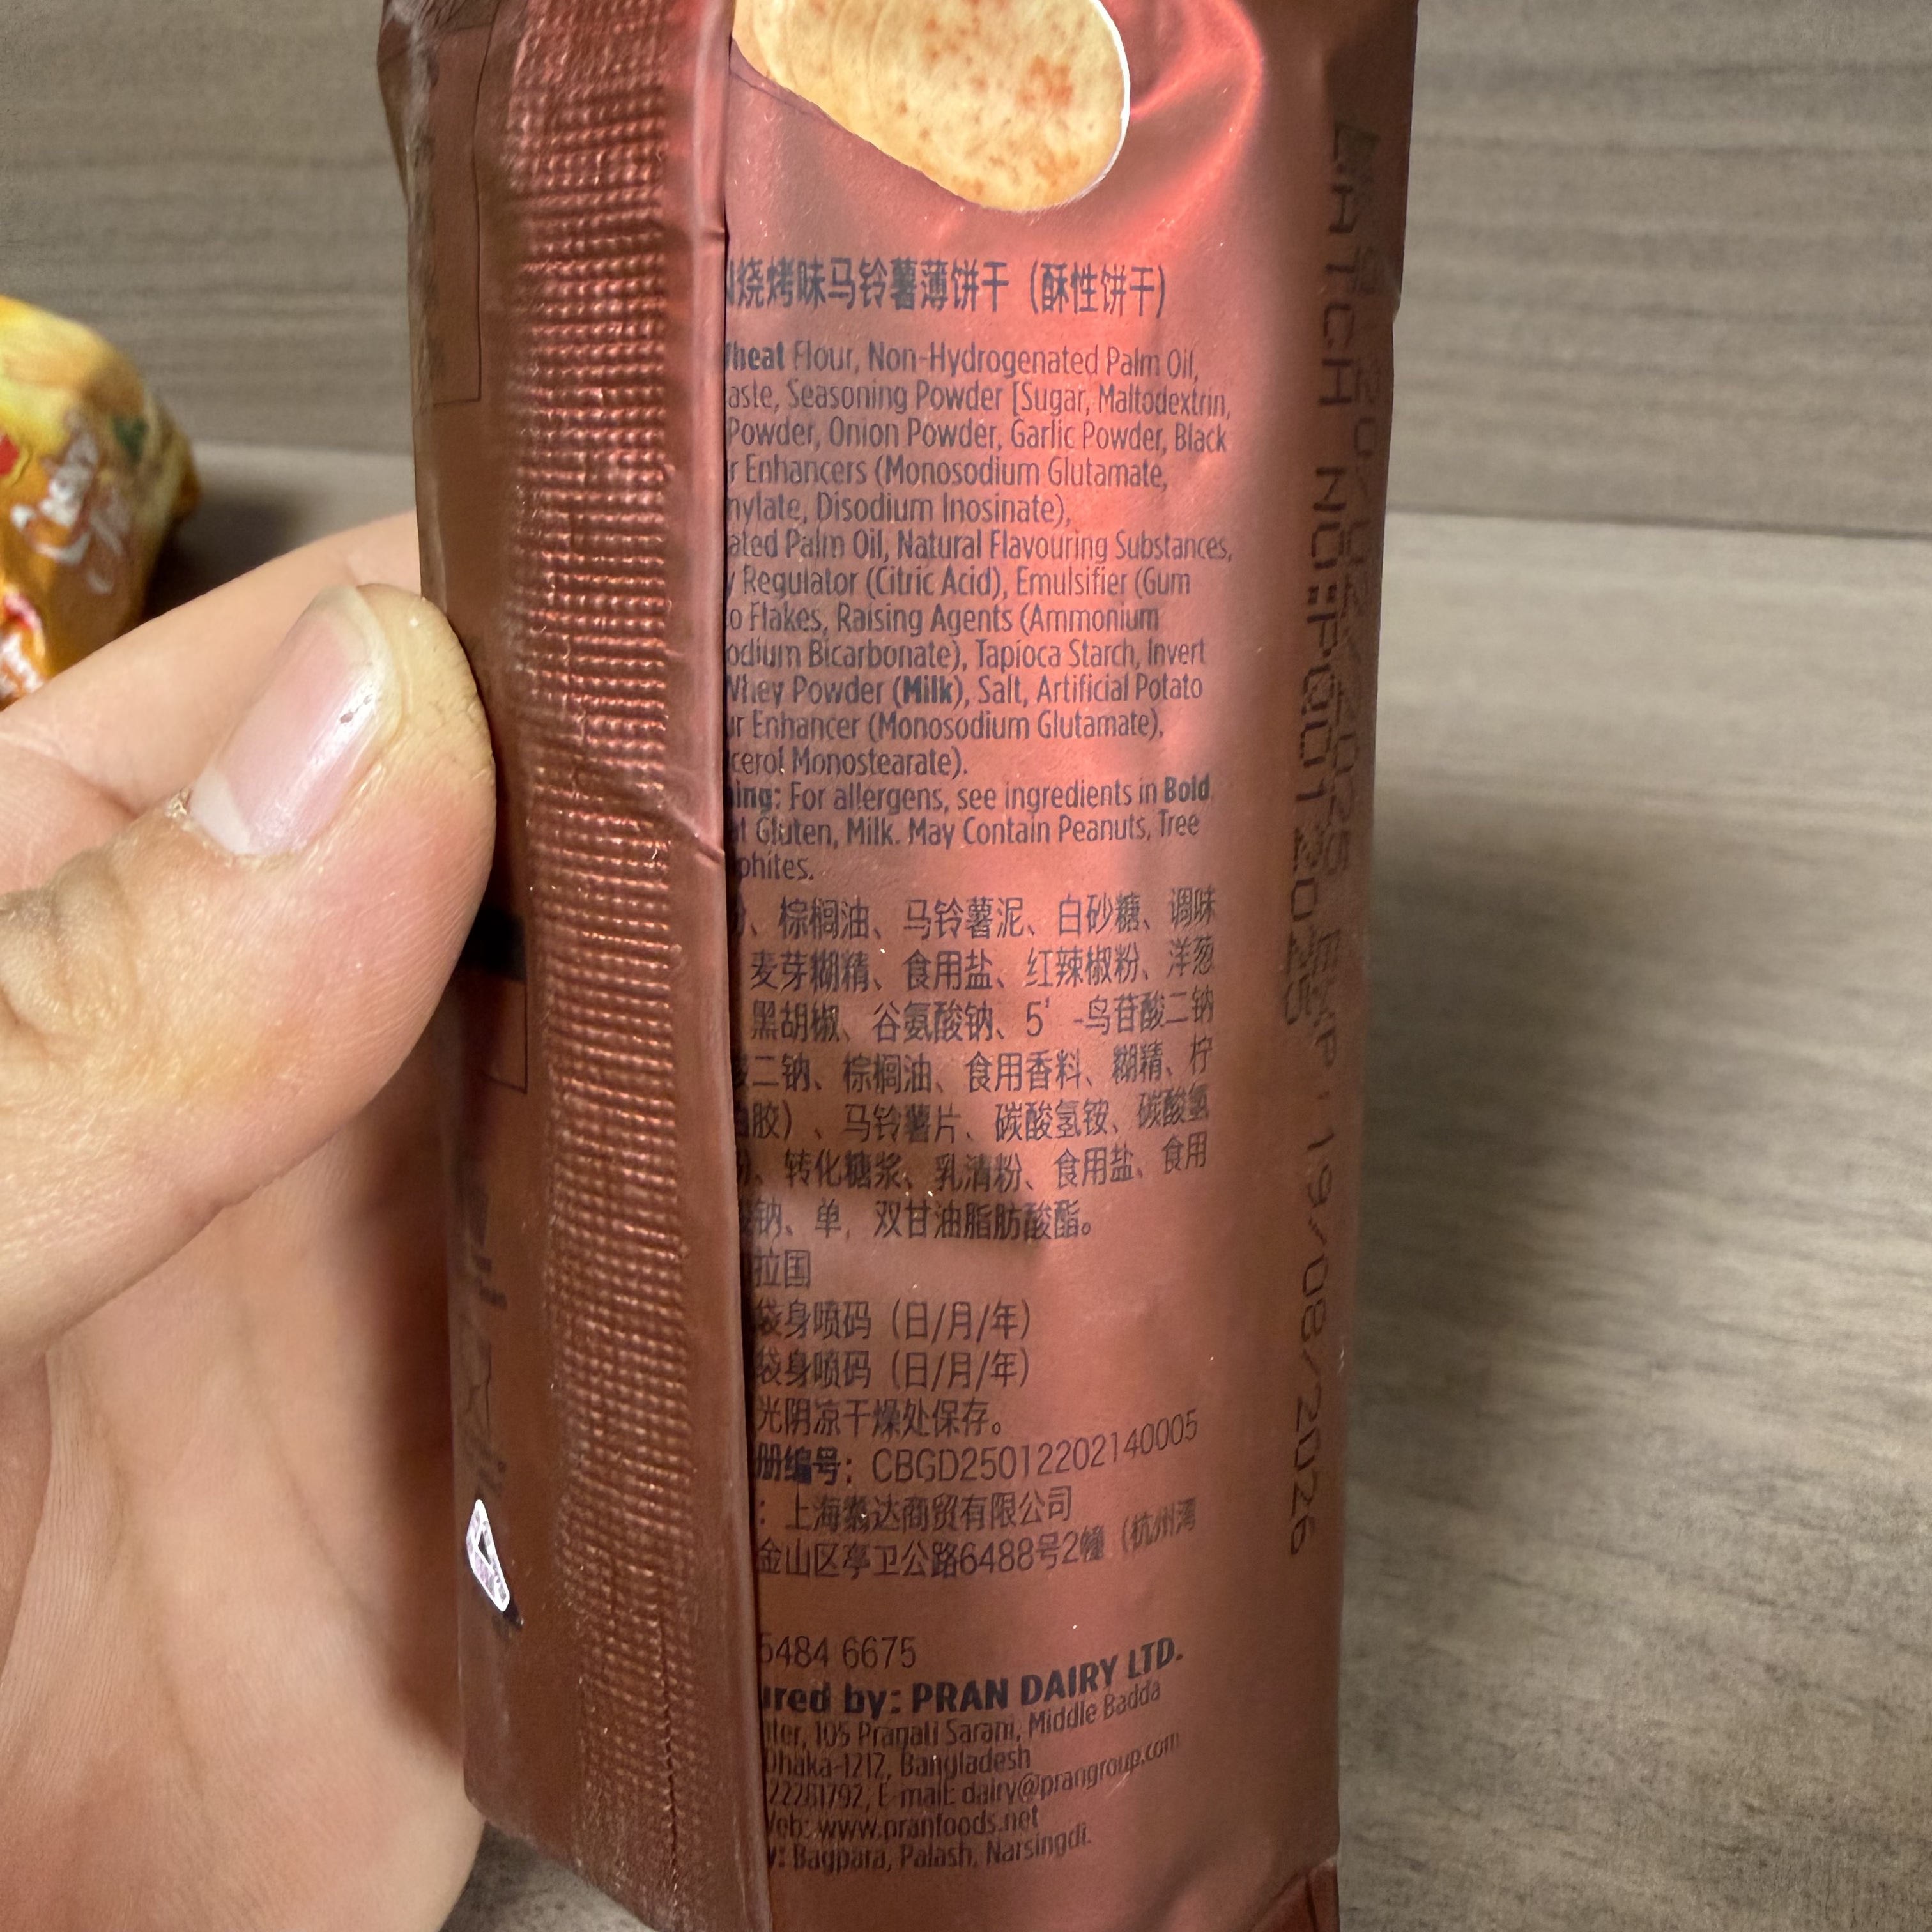 烧烤味马铃薯薄饼干（酥性饼干）
heat Flour, Non-Hydrogenated Palm Oil,
aste, Seasoning Powder [Sugar, Maltodextrin,
Powder, Onion Powder, Garlic Powder, Black
r Enhancers (Monosodium Glutamate,
nylate, Disodium Inosinate),
ated Palm Oil, Natural Flavouring Substances,
y Regulator (Citric Acid), Emulsifier (Gum
o Flakes, Raising Agents (Ammonium
odium Bicarbonate), Tapioca Starch, Invert
Whey Powder (Milk), Salt, Artificial Potato
ur Enhancer (Monosodium Glutamate),
cerol Monostearate).
ing: For allergens, see ingredients in Bold.
t Gluten, Milk. May Contain Peanuts, Tree
phites.
、棕榈油、马铃薯泥、白砂糖、调味
麦芽糊精、食用盐、红辣椒粉、洋葱
黑胡椒、谷氨酸钠、5' -鸟苷酸二钠
二钠、棕榈油、食用香料、糊精、柠
胶）、马铃薯片、碳酸氢铵、碳酸氢
、转化糖浆、乳清粉、食用盐、食用
钠、单，双甘油脂肪酸酯。
拉国
袋身喷码（日/月/年）
袋身喷码（日/月/年）
光阴凉干燥处保存。
册编号：CBGD25012202140005
：上海翥达商贸有限公司
金山区亭卫公路6488号2幢（杭州湾
5484 6675
ured by: PRAN DAIRY LTD.
nter, 105 Pragati Sarani, Middle Badda
Dhaka-1212, Bangladesh
22281792, E-mail: dairy@prangroup.com
Web: www.pranfoods.net
y: Bagpara, Palash, Narsingdi.
EXP : 19/08/2026